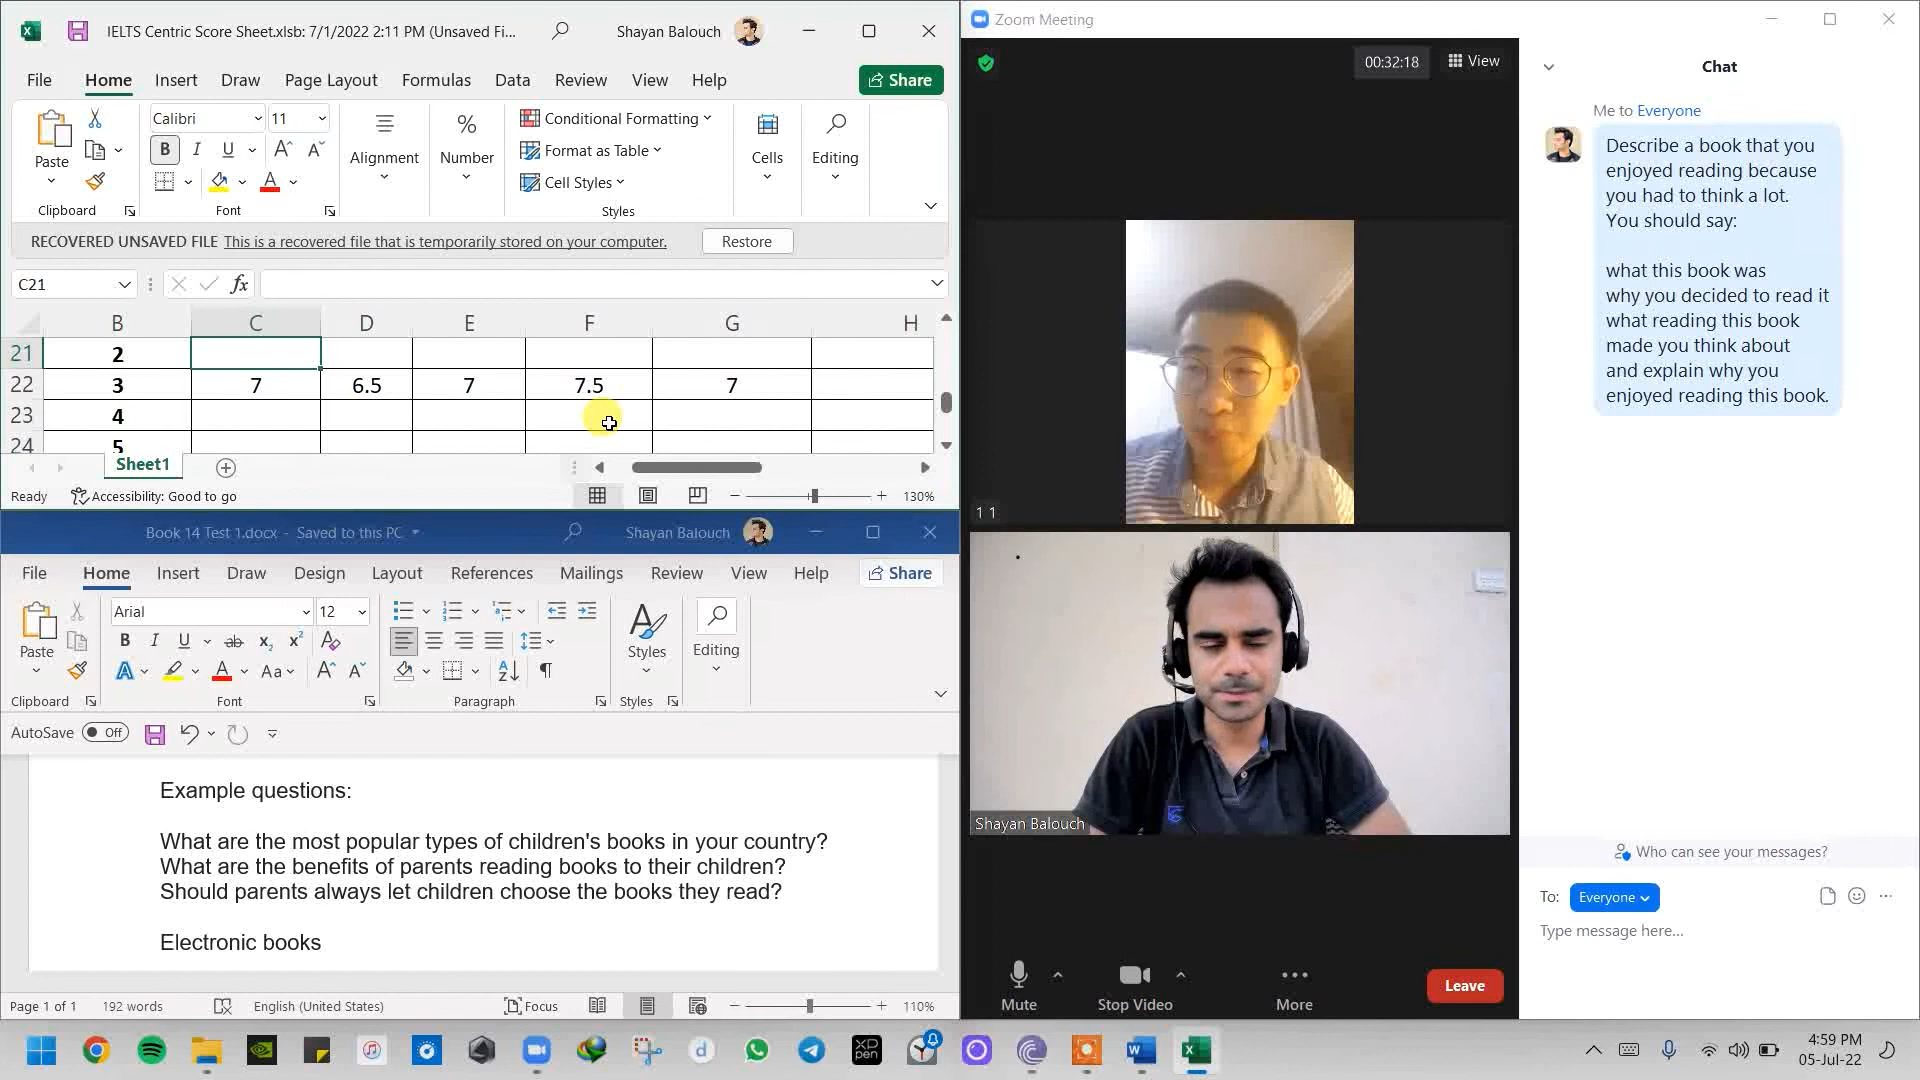 IELTS Centric Score Sheet.xlsb: 7/1/2022 2:11 PM (Unsaved Fi...
Shayan Balouch
File Home Insert Draw Page Layout Formulas Data Review View Help Share
Paste
Calibri 11
B I U A A
Alignment
% Number
Conditional Formatting
Format as Table
Cell Styles
Cells
Editing
Clipboard Font Styles
RECOVERED UNSAVED FILE This is a recovered file that is temporarily stored on your computer. Restore
C21 fx
B C D E F G H
21 2
22 3 7 6.5 7 7.5 7
23 4
24 5
Sheet1
Ready Accessibility: Good to go 130%
Book 14 Test 1.docx - Saved to this PC
Shayan Balouch
File Home Insert Draw Design Layout References Mailings Review View Help Share
Paste
Arial 12
B I U ab x2 x2 A
A A Aa A A
Styles
Editing
Clipboard Font Paragraph Styles
AutoSave Off
Example questions:
What are the most popular types of children's books in your country?
What are the benefits of parents reading books to their children?
Should parents always let children choose the books they read?
Electronic books
Page 1 of 1 192 words English (United States) Focus 110%
Zoom Meeting
00:32:18 View
1 1
Shayan Balouch
Mute Stop Video More Leave
Chat
Me to Everyone
Describe a book that you
enjoyed reading because
you had to think a lot.
You should say:
what this book was
why you decided to read it
what reading this book
made you think about
and explain why you
enjoyed reading this book.
Who can see your messages?
To: Everyone
Type message here...
XP
PEN
4:59 PM
05-Jul-22